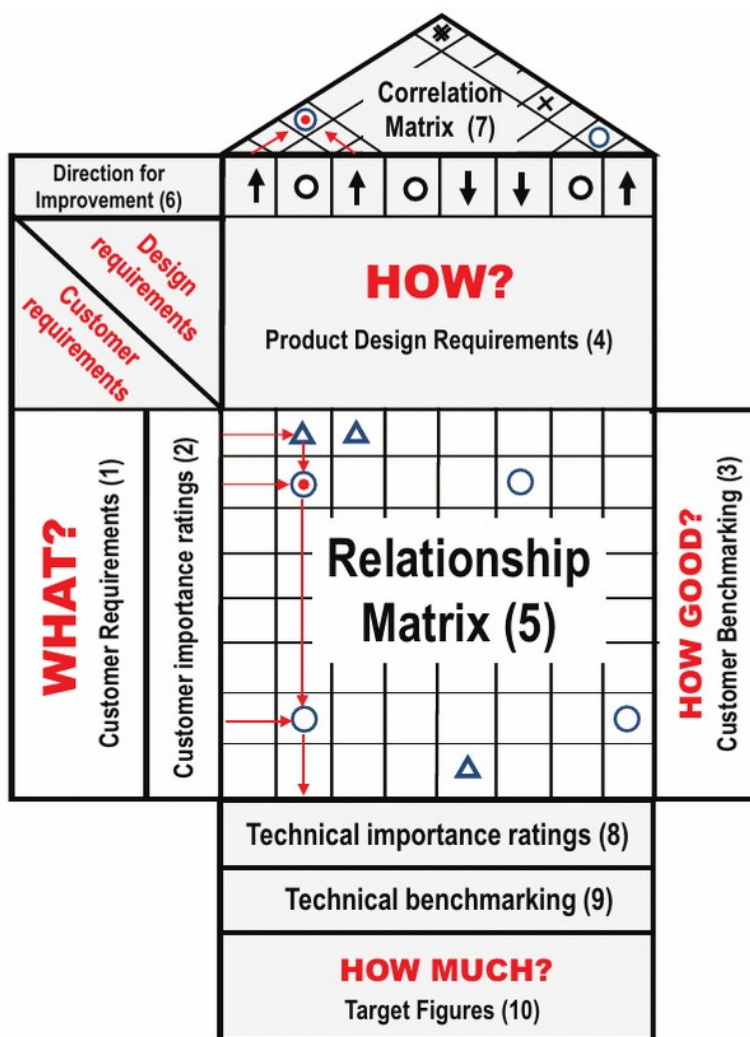 Correlation
Matrix (7)
Direction for
Improvement (6)
Design
requirements
Customer
requirements
HOW?
Product Design Requirements (4)
WHAT?
Customer Requirements (1)
Customer importance ratings (2)
Relationship
Matrix (5)
HOW GOOD?
Customer Benchmarking (3)
Technical importance ratings (8)
Technical benchmarking (9)
HOW MUCH?
Target Figures (10)